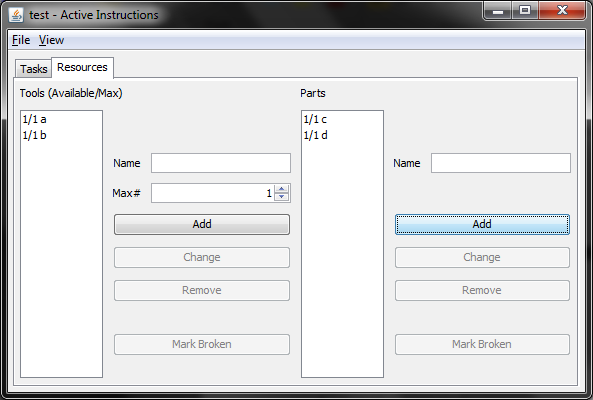 test - Active Instructions
File View
Tasks Resources
Tools (Available/Max) Parts
1/1 a
1/1 b
Name
Max# 1
Add
Change
Remove
Mark Broken
1/1 c
1/1 d
Name
Add
Change
Remove
Mark Broken